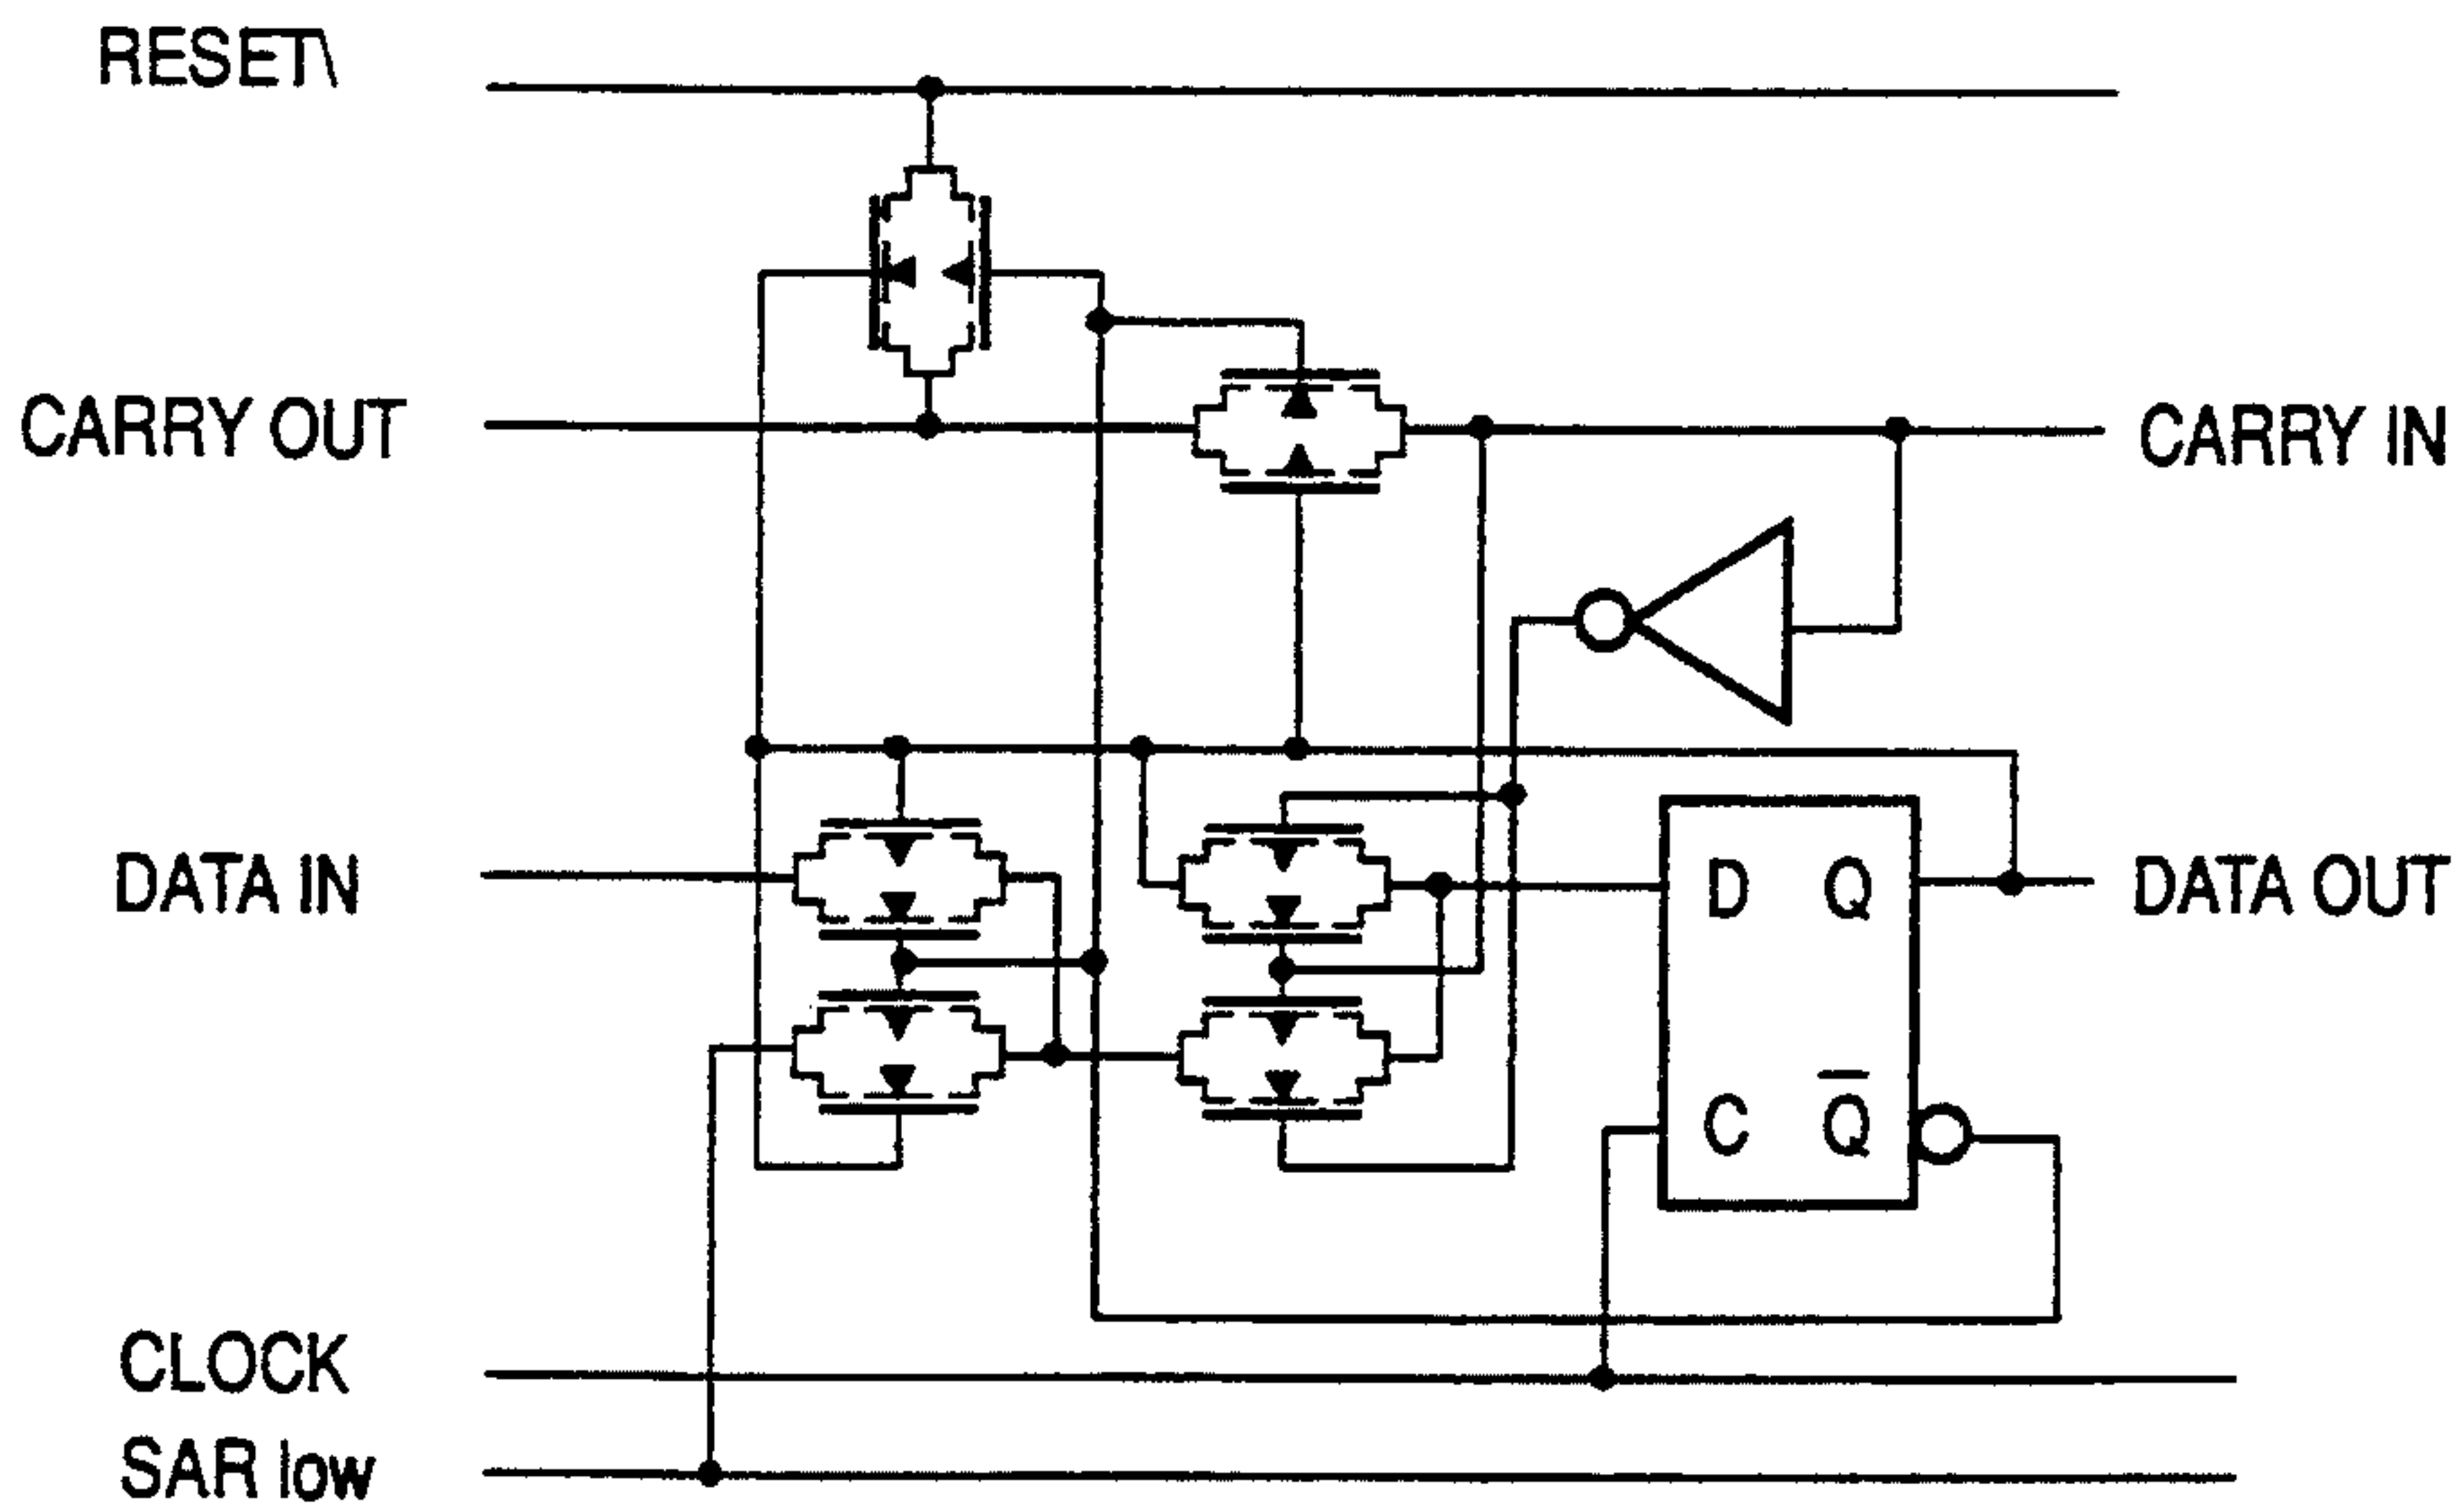 RESET\
CARRY OUT
CARRY IN
DATA IN
D Q
DATA OUT
C Q̅
CLOCK
SAR low